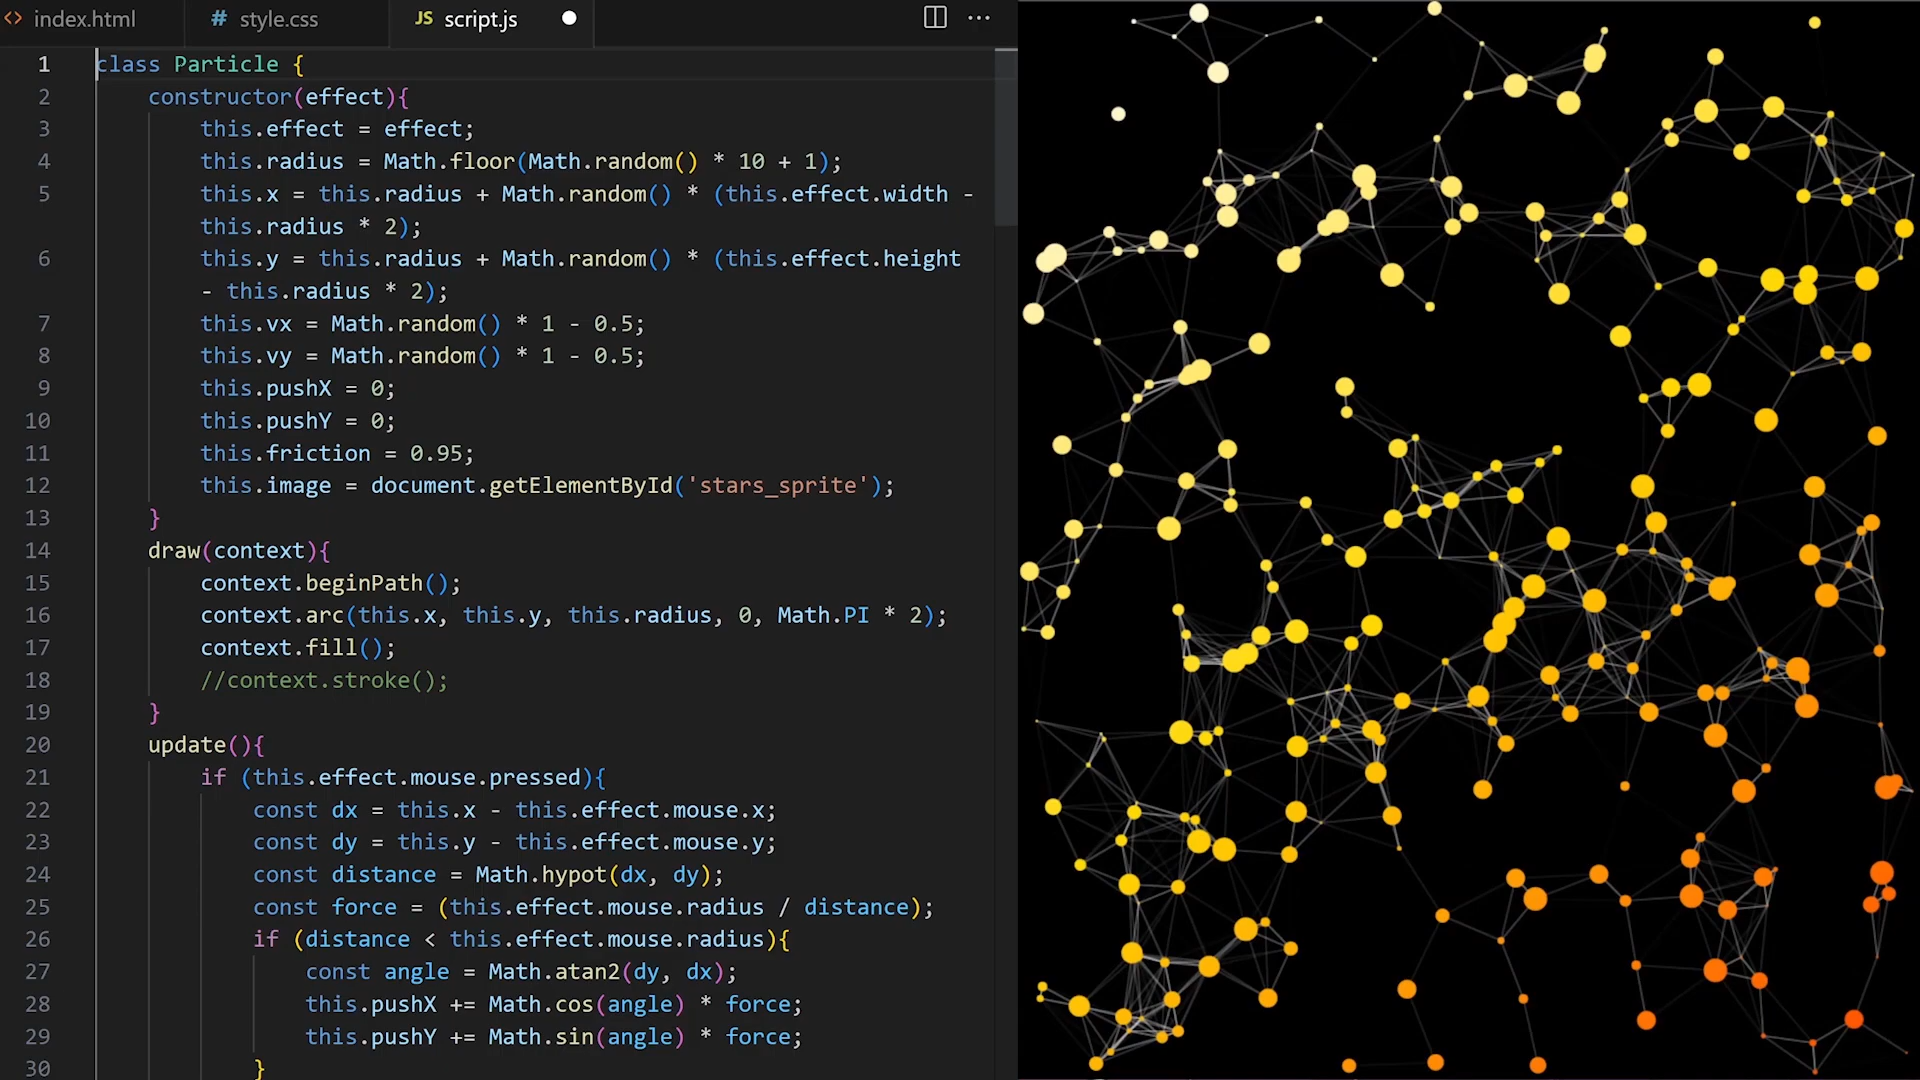 index.html
# style.css
JS script.js
1 class Particle {
2 constructor(effect){
3 this.effect = effect;
4 this.radius = Math.floor(Math.random() * 10 + 1);
5 this.x = this.radius + Math.random() * (this.effect.width -
this.radius * 2);
6 this.y = this.radius + Math.random() * (this.effect.height
- this.radius * 2);
7 this.vx = Math.random() * 1 - 0.5;
8 this.vy = Math.random() * 1 - 0.5;
9 this.pushX = 0;
10 this.pushY = 0;
11 this.friction = 0.95;
12 this.image = document.getElementById('stars_sprite');
13 }
14 draw(context){
15 context.beginPath();
16 context.arc(this.x, this.y, this.radius, 0, Math.PI * 2);
17 context.fill();
18 //context.stroke();
19 }
20 update(){
21 if (this.effect.mouse.pressed){
22 const dx = this.x - this.effect.mouse.x;
23 const dy = this.y - this.effect.mouse.y;
24 const distance = Math.hypot(dx, dy);
25 const force = (this.effect.mouse.radius / distance);
26 if (distance < this.effect.mouse.radius){
27 const angle = Math.atan2(dy, dx);
28 this.pushX += Math.cos(angle) * force;
29 this.pushY += Math.sin(angle) * force;
30 }